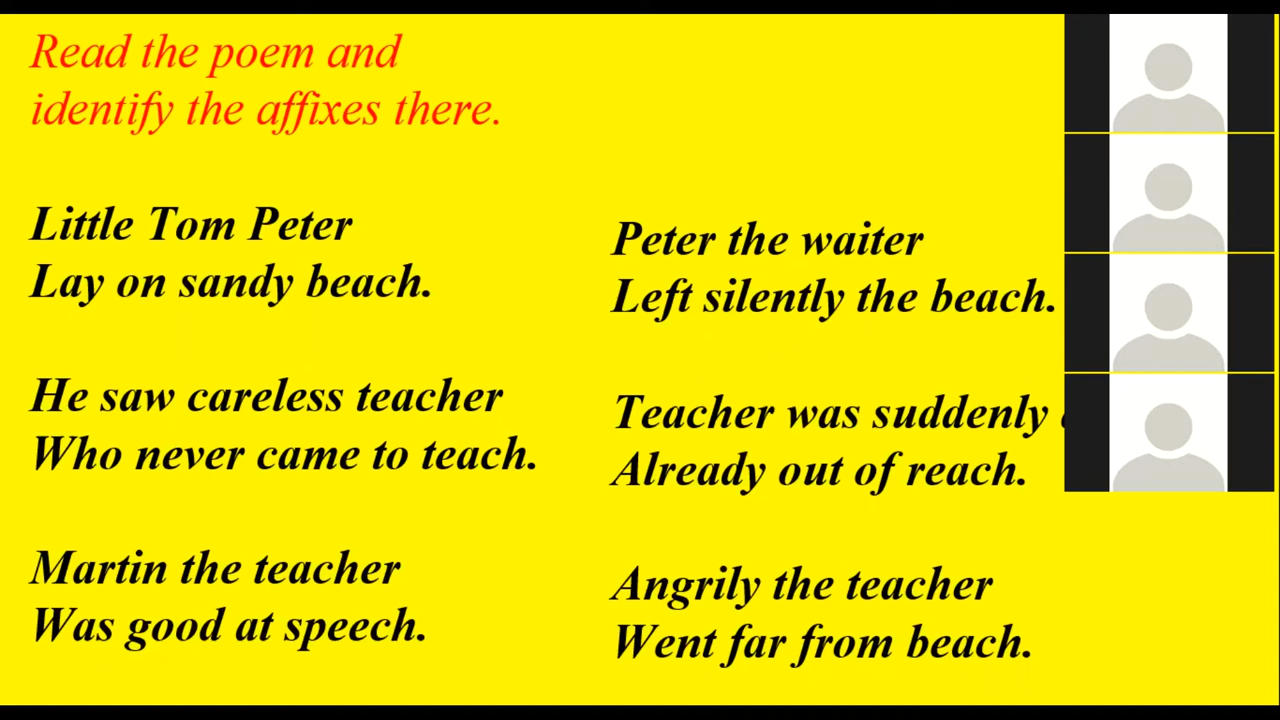 Read the poem and
identify the affixes there.
Little Tom Peter
Lay on sandy beach.
He saw careless teacher
Who never came to teach.
Martin the teacher
Was good at speech.
Peter the waiter
Left silently the beach.
Teacher was suddenly
Already out of reach.
Angrily the teacher
Went far from beach.